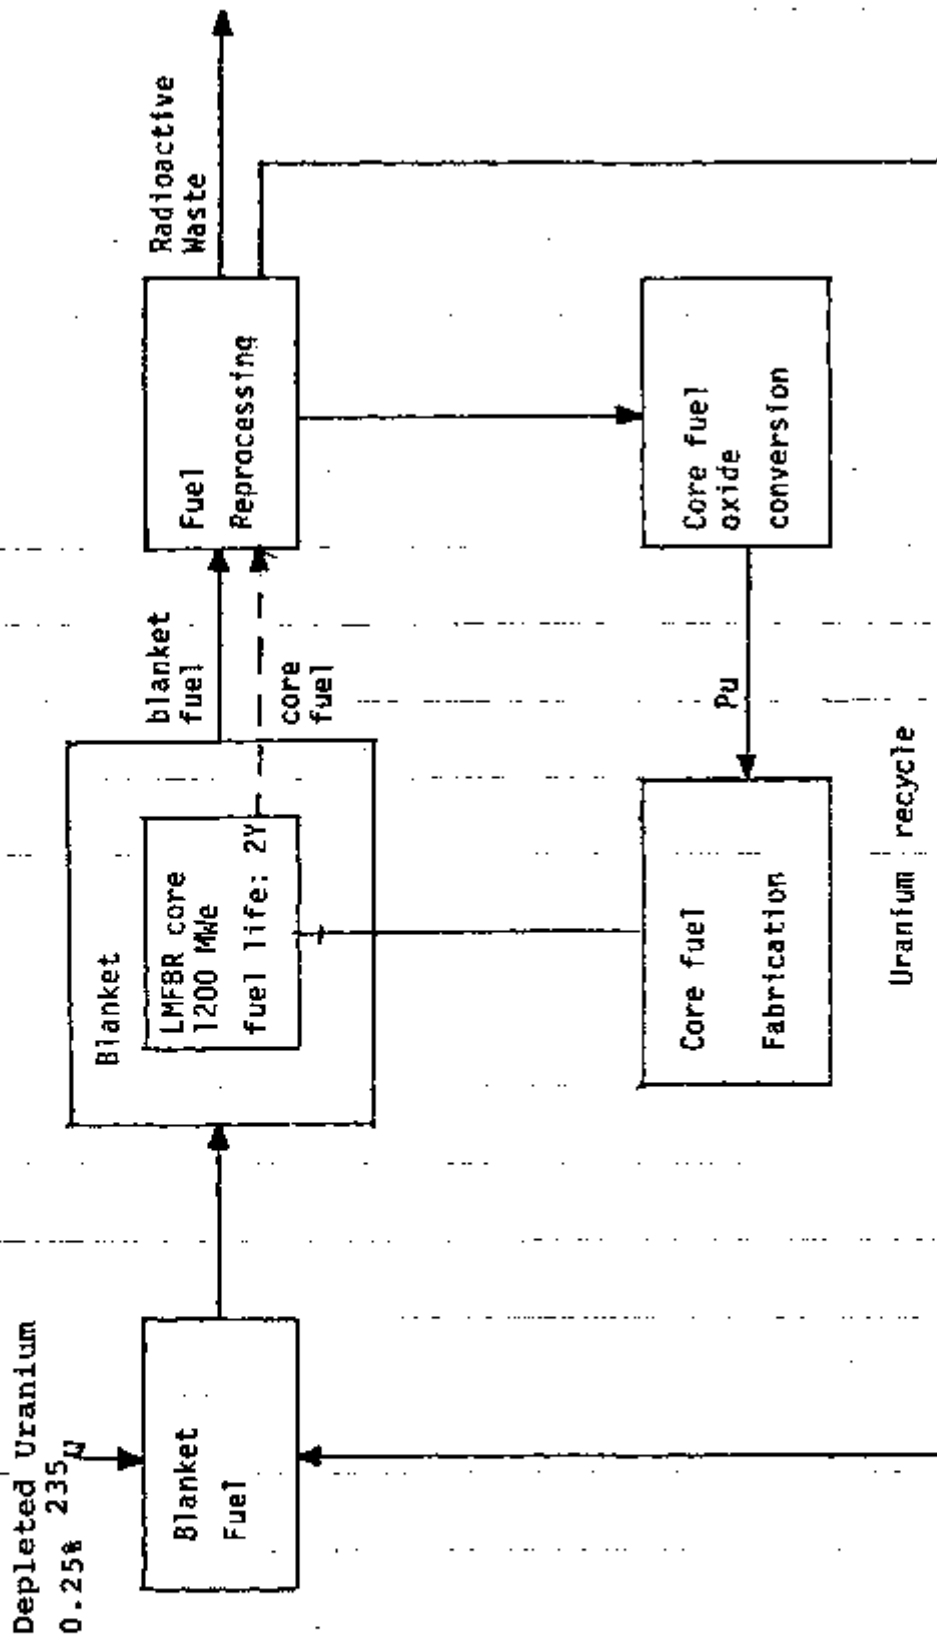 Depleted Uranium
0.25% 235U
Blanket
Fuel
Blanket
LMFBR core
1200 MWe
fuel life: 2Y
blanket
fuel
core
fuel
Fuel
Reprocessing
Radioactive
Waste
Core fuel
Fabrication
Pu
Core fuel
oxide
conversion
Uranium recycle